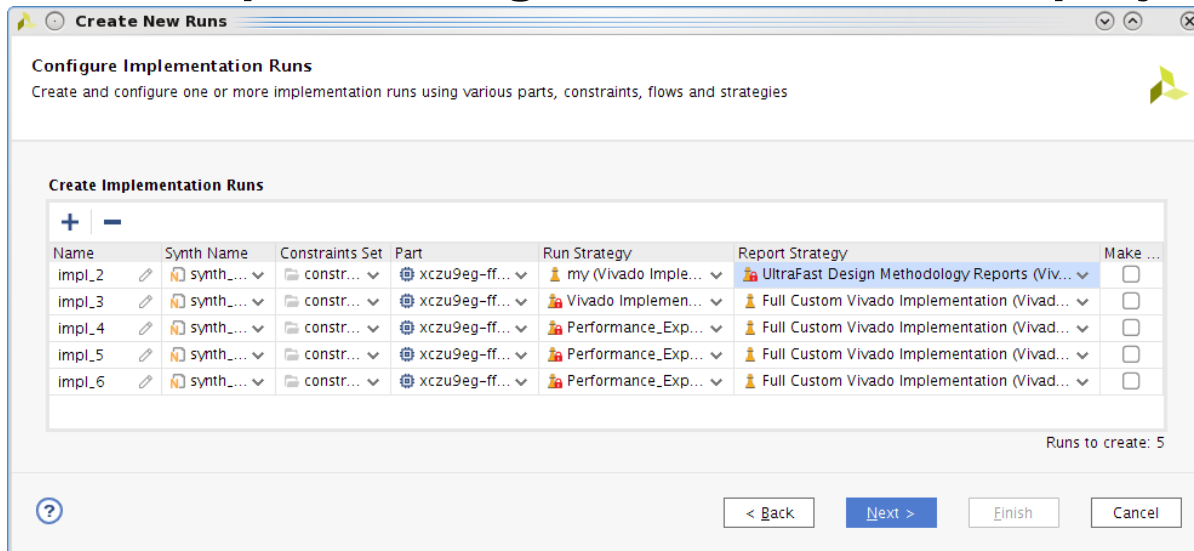 Create New Runs
Configure Implementation Runs
Create and configure one or more implementation runs using various parts, constraints, flows and strategies
Create Implementation Runs
Name Synth Name Constraints Set Part Run Strategy Report Strategy Make ...
impl_2 synth_... constr... xczu9eg-ff... my (Vivado Imple... UltraFast Design Methodology Reports (Viv...
impl_3 synth_... constr... xczu9eg-ff... Vivado Implemen... Full Custom Vivado Implementation (Vivad...
impl_4 synth_... constr... xczu9eg-ff... Performance_Exp... Full Custom Vivado Implementation (Vivad...
impl_5 synth_... constr... xczu9eg-ff... Performance_Exp... Full Custom Vivado Implementation (Vivad...
impl_6 synth_... constr... xczu9eg-ff... Performance_Exp... Full Custom Vivado Implementation (Vivad...
Runs to create: 5
? < Back Next > Finish Cancel